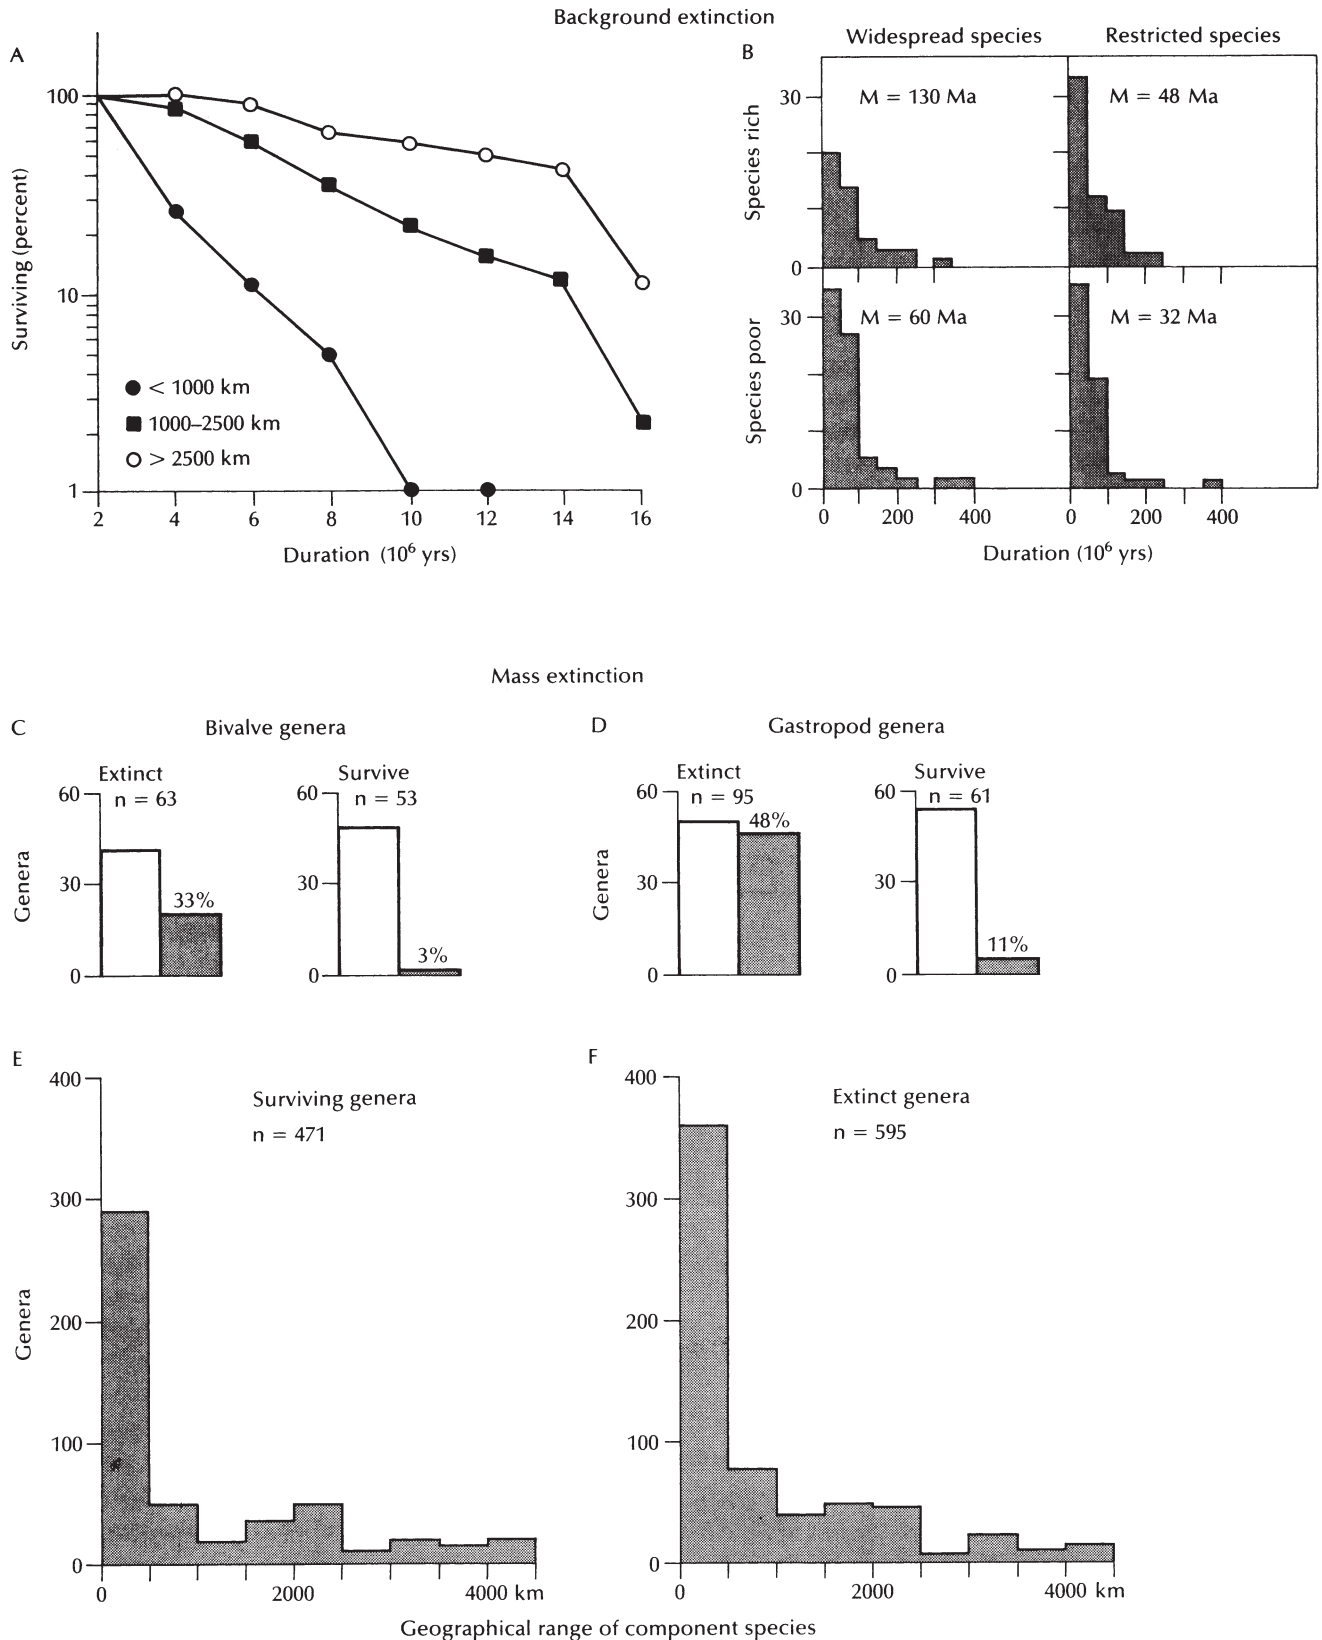 Background extinction
A
100
10
1
Surviving (percent)
< 1000 km
1000–2500 km
> 2500 km
2 4 6 8 10 12 14 16
Duration (10⁶ yrs)
B
Widespread species
Restricted species
Species rich
30
0
M = 130 Ma
M = 48 Ma
Species poor
30
0
M = 60 Ma
M = 32 Ma
0 200 400
0 200 400
Duration (10⁶ yrs)
Mass extinction
C
Bivalve genera
Extinct
n = 63
60
30
0
Genera
33%
Survive
n = 53
60
30
0
3%
D
Gastropod genera
Extinct
n = 95
60
30
0
Genera
48%
Survive
n = 61
60
30
0
11%
E
400
300
200
100
0
Genera
Surviving genera
n = 471
0 2000 4000 km
F
400
300
200
100
0
Extinct genera
n = 595
0 2000 4000 km
Geographical range of component species